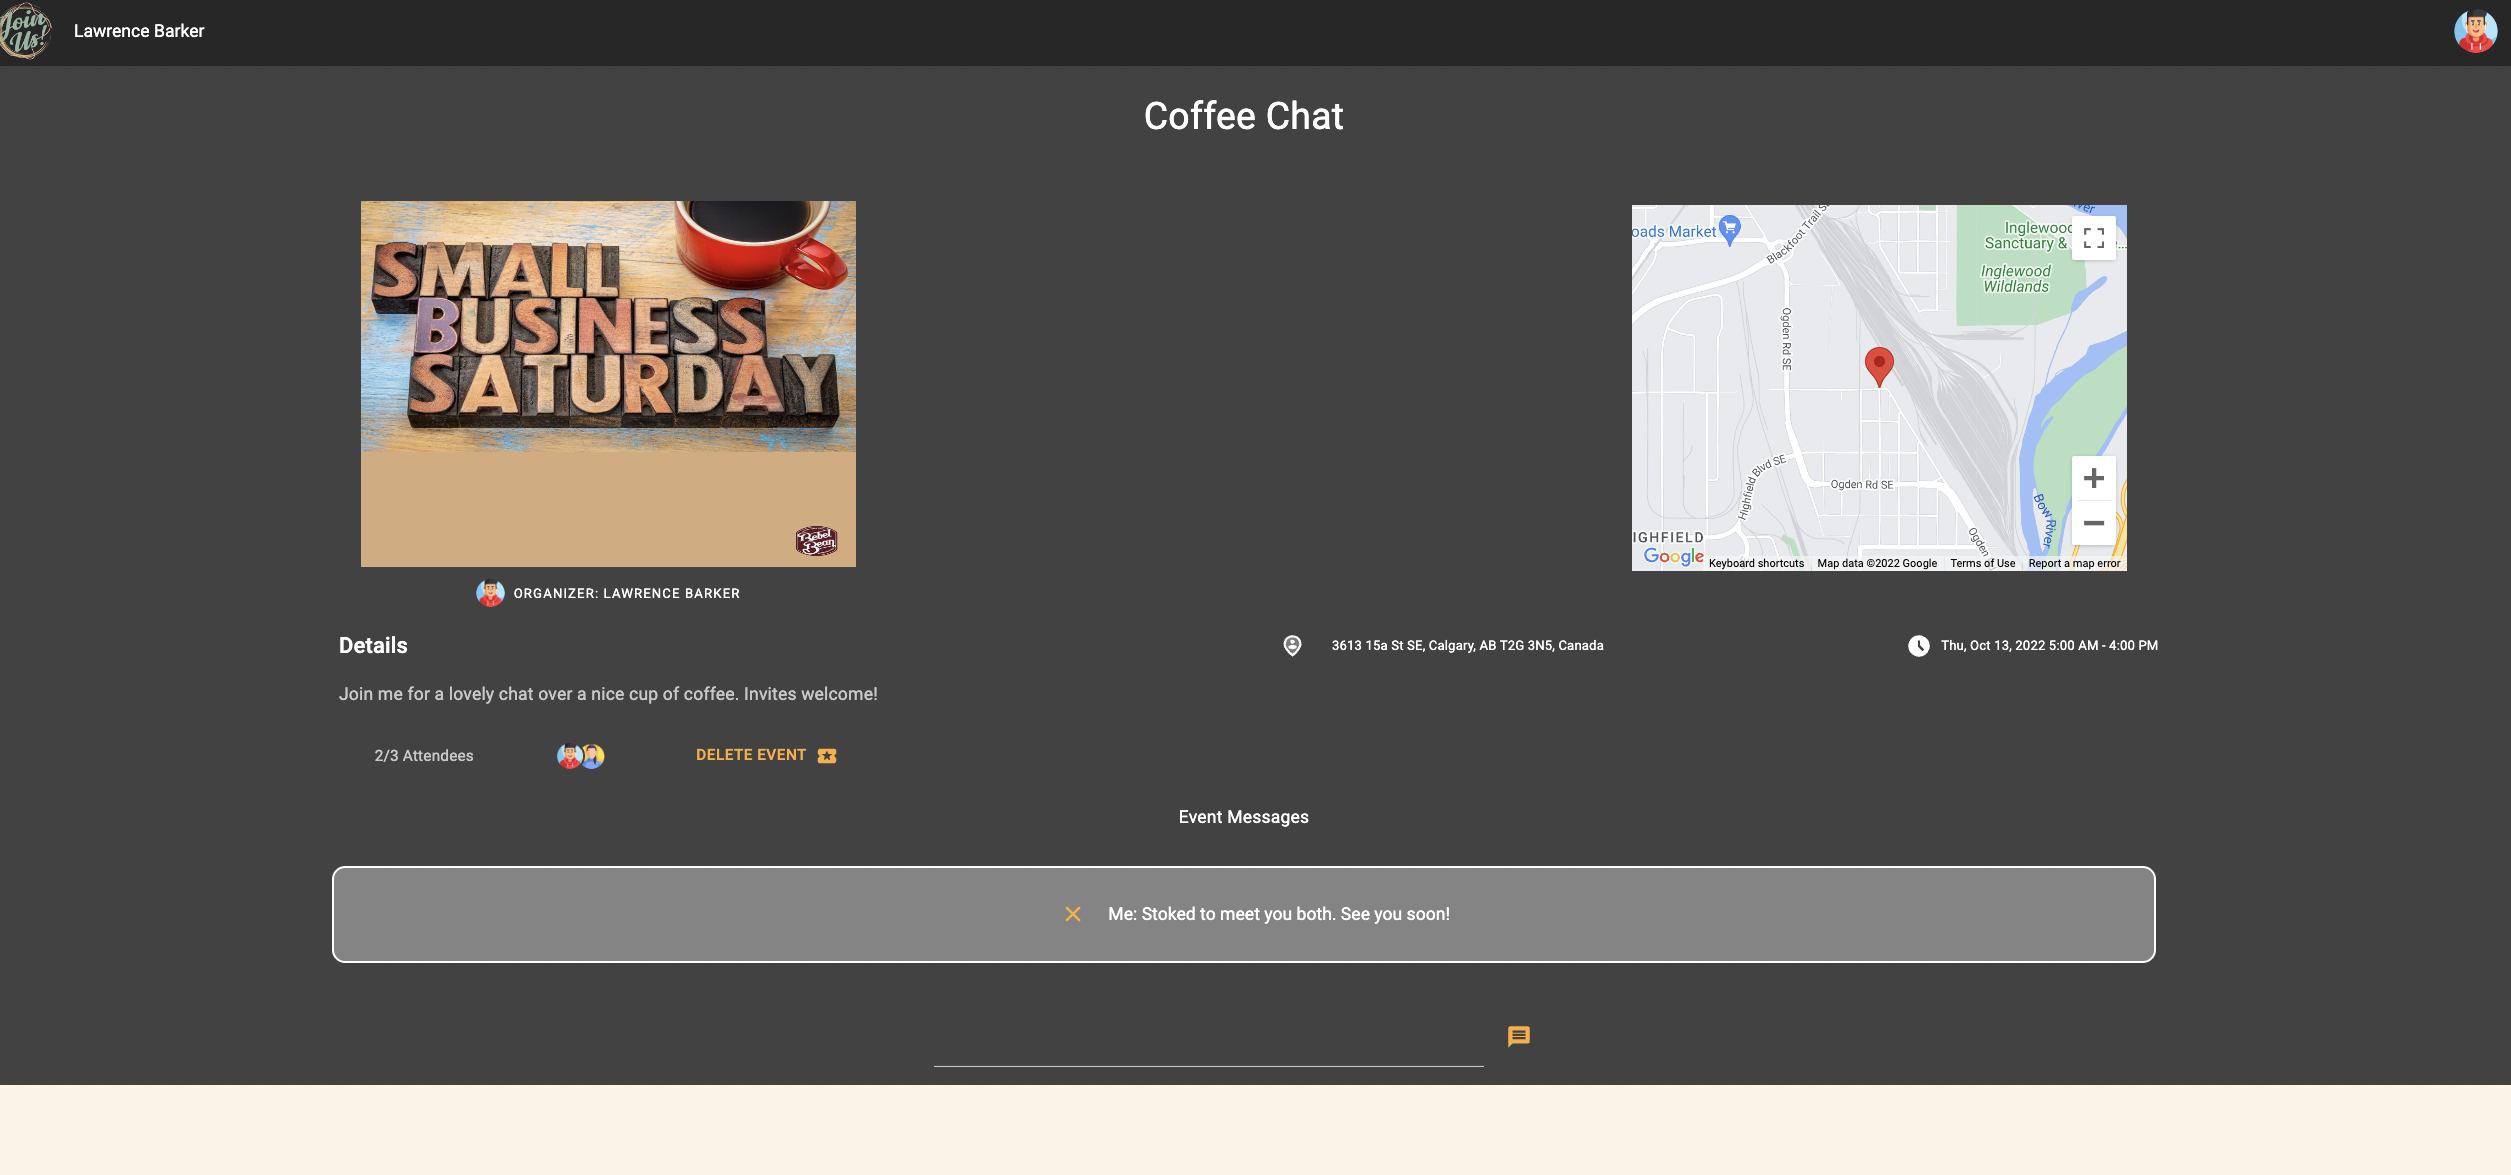 Join
Us!
Lawrence Barker
Coffee Chat
SMALL
BUSINESS
SATURDAY
Rebel
Bean
oads Market
Blackfoot Trail S
Inglewood
Sanctuary &
...
Inglewood
Wildlands
Ogden Rd SE
Highfield Blvd SE
Ogden Rd SE
Ogden
Bow River
IGHFIELD
Google
Keyboard shortcuts
Map data ©2022 Google
Terms of Use
Report a map error
ORGANIZER: LAWRENCE BARKER
Details
3613 15a St SE, Calgary, AB T2G 3N5, Canada
Thu, Oct 13, 2022 5:00 AM - 4:00 PM
Join me for a lovely chat over a nice cup of coffee. Invites welcome!
2/3 Attendees
DELETE EVENT
Event Messages
Me: Stoked to meet you both. See you soon!